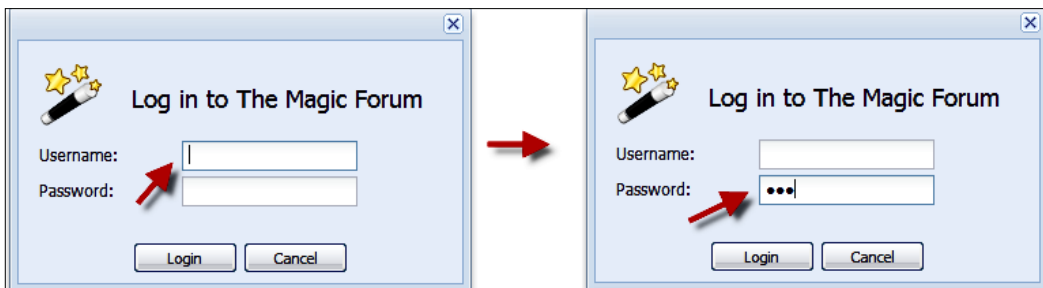 Log in to The Magic Forum
Username:
Password:
Login Cancel
Log in to The Magic Forum
Username:
Password: •••
Login Cancel